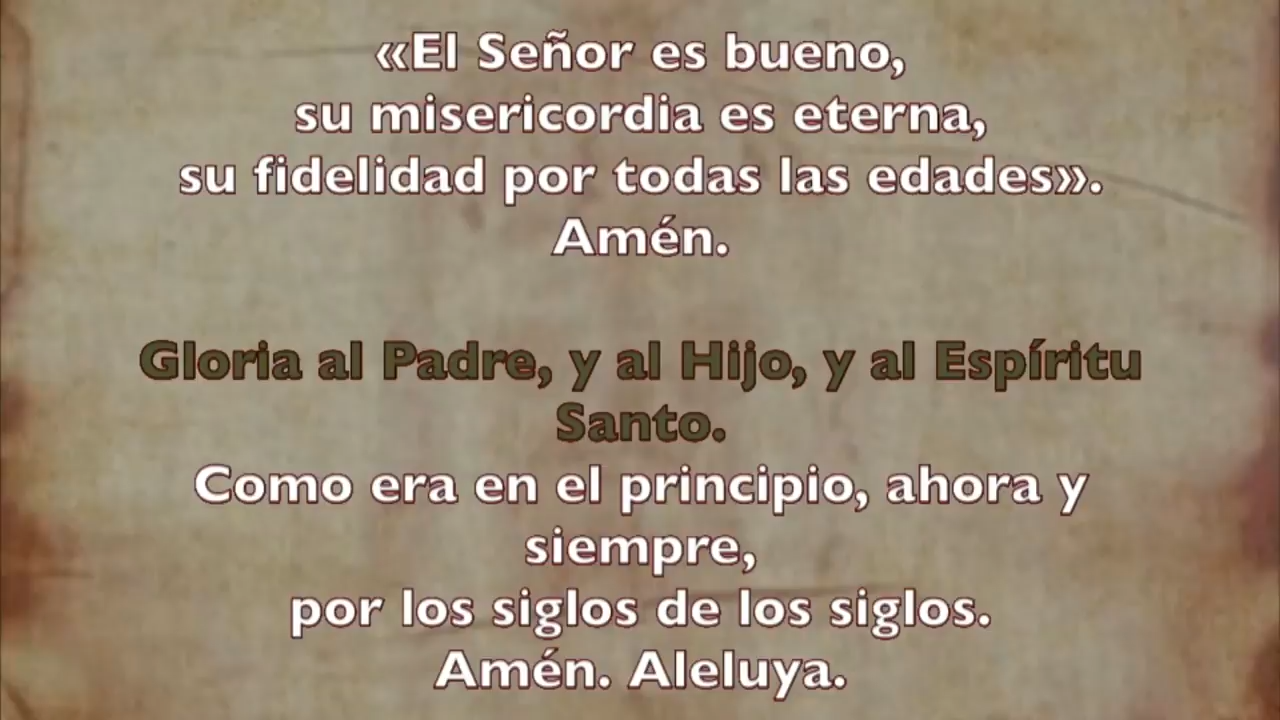 «El Señor es bueno,
su misericordia es eterna,
su fidelidad por todas las edades».
Amén.
Gloria al Padre, y al Hijo, y al Espíritu
Santo.
Como era en el principio, ahora y
siempre,
por los siglos de los siglos.
Amén. Aleluya.